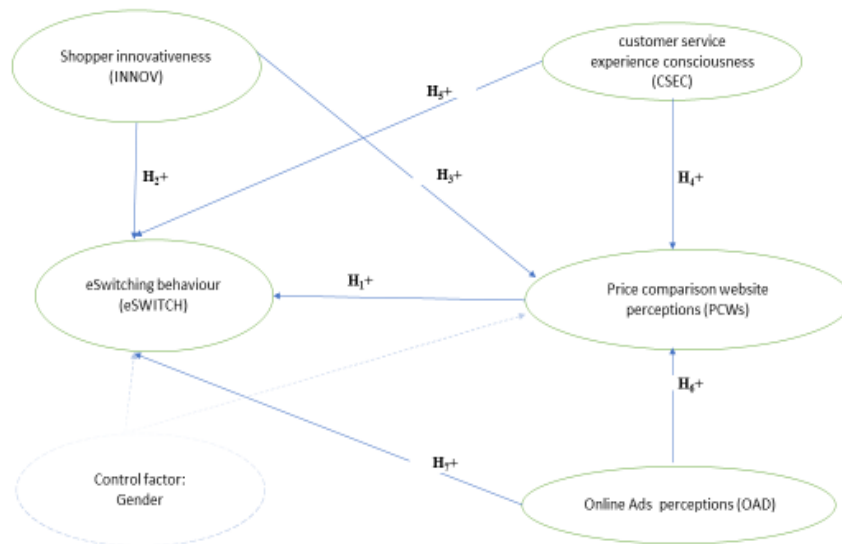 Shopper innovativeness
(INNOV)
customer service
experience consciousness
(CSEC)
H₅+
H₂+
H₃+
H₄+
eSwitching behaviour
(eSWITCH)
H₁+
Price comparison website
perceptions (PCWs)
H₆+
Control factor:
Gender
H₇+
Online Ads perceptions (OAD)